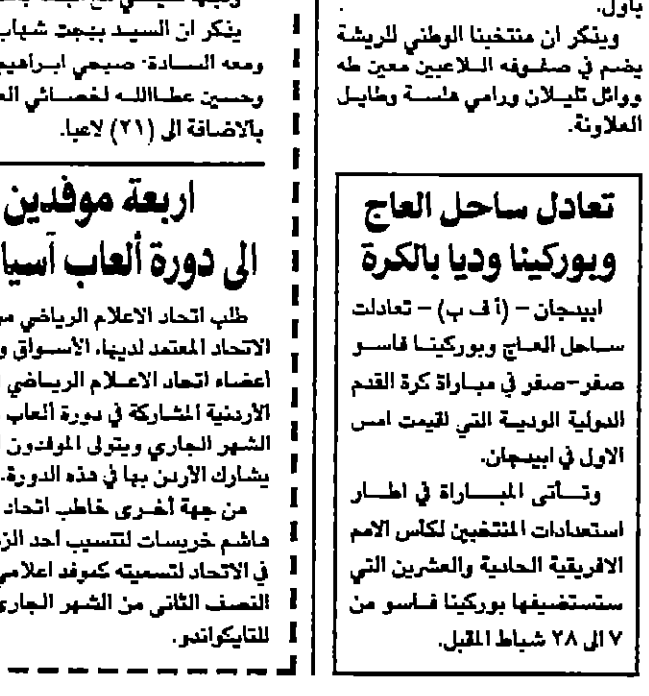 باول.
وينكر ان منتخبنا الوطني للريشة
يضم في صفوفه اللاعبين معين طه
ووائل تليلان ورامي هلسة وطايل
العلاونة.
تعادل ساحل العاج
وبوركينا وديا بالكرة
ابيدجان – (أ ف ب) – تعادلت
ساحل العاج وبوركينا فاسو
صفر–صفر في مباراة كرة القدم
الدولية الودية التي اقيمت امس
الاول في ابيدجان.
وتأتي المباراة في اطار
استعدادات المنتخبين لكأس الامم
الافريقية الحادية والعشرين التي
ستستضيفها بوركينا فاسو من
٧ الى ٢٨ شباط المقبل.
ينكر ان السيد بهجت شهاب
ومعه السادة· صبحي ابراهيم
وحسين عطاالله لخصائي
بالاضافة الى (٢١) لاعبا.
اربعة موفدين
الى دورة ألعاب آسيا
طلب اتحاد الاعلام الرياضي
الاتحاد المعتمد لديها، الأسواق
أعضاء اتحاد الاعلام الرياضي
الأردنية المشاركة في دورة ألعاب
الشهر الجاري ويتولى الموفدون
يشارك الأردن بها في هذه الدورة.
من جهة أخرى خاطب اتحاد
هاشم خريسات لتنسيب احد
في الاتحاد لتسميته كموفد اعلامي
النصف الثاني من الشهر الجاري
للتايكواندو.